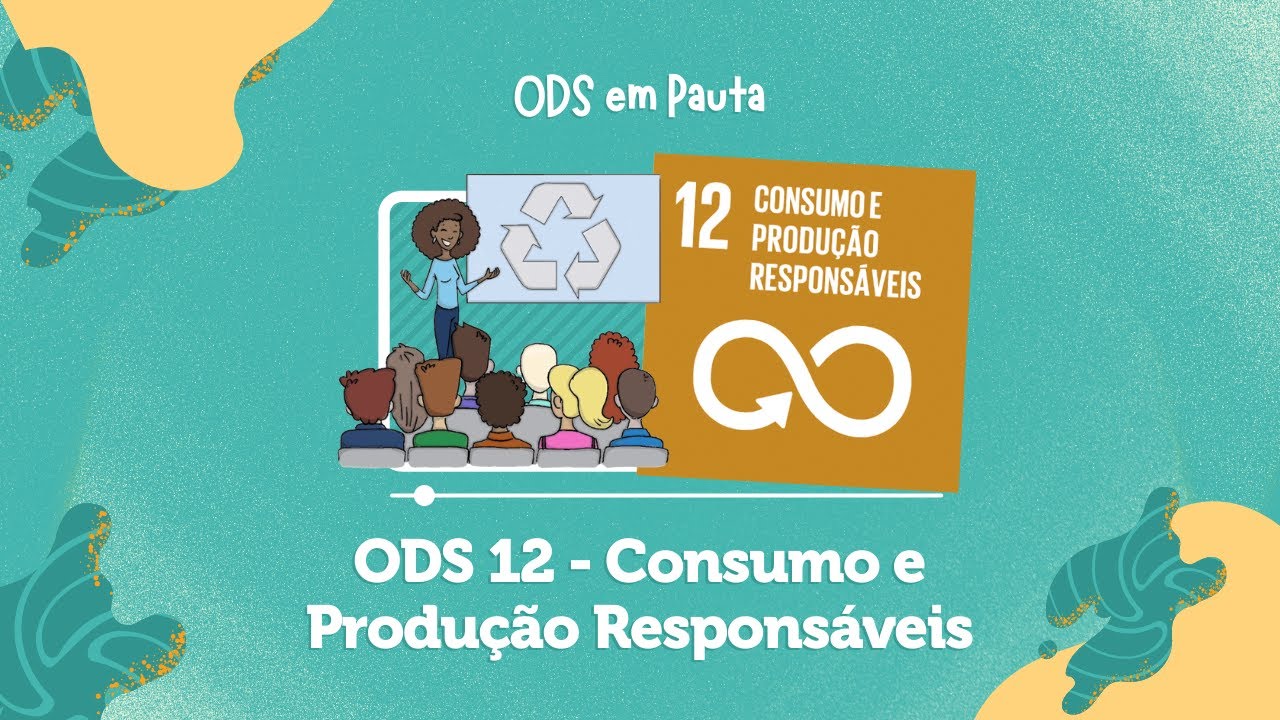 ODS em Pauta
12 CONSUMO E
PRODUÇÃO
RESPONSÁVEIS
ODS 12 - Consumo e
Produção Responsáveis